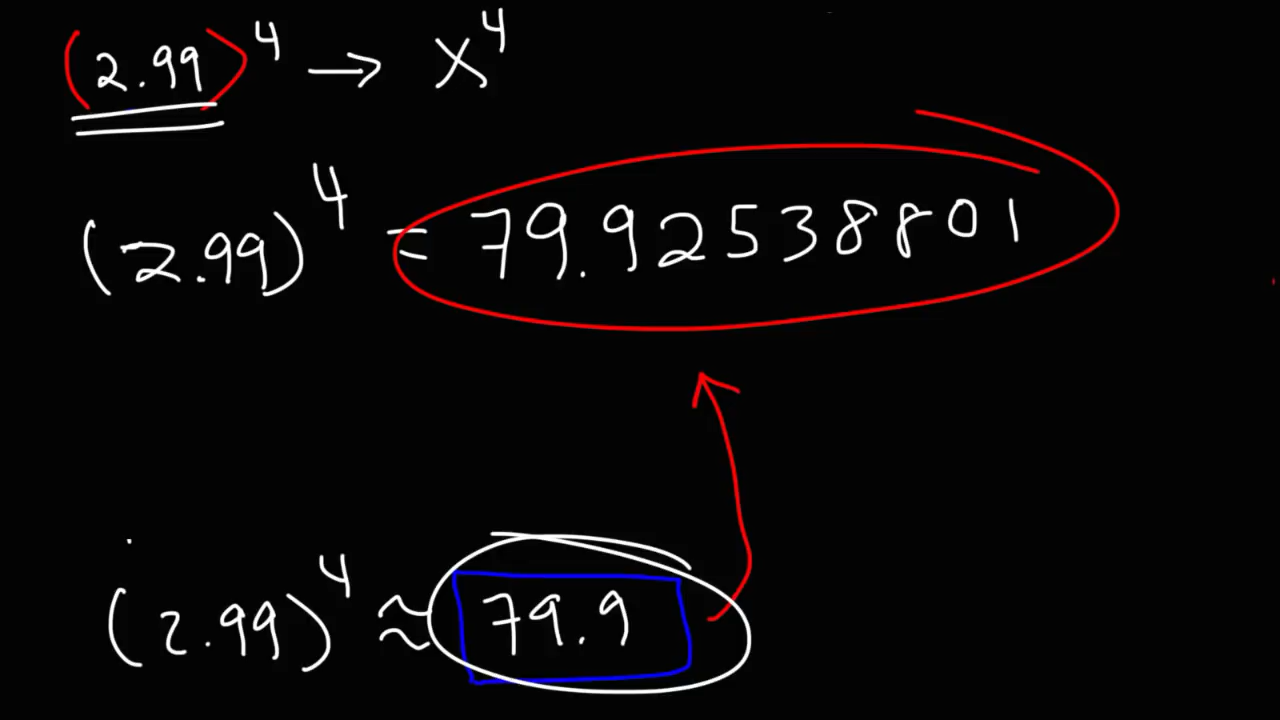 (2.99)⁴ → x⁴
(2.99)⁴ = 79.92538801
(2.99)⁴ ≈ 79.9